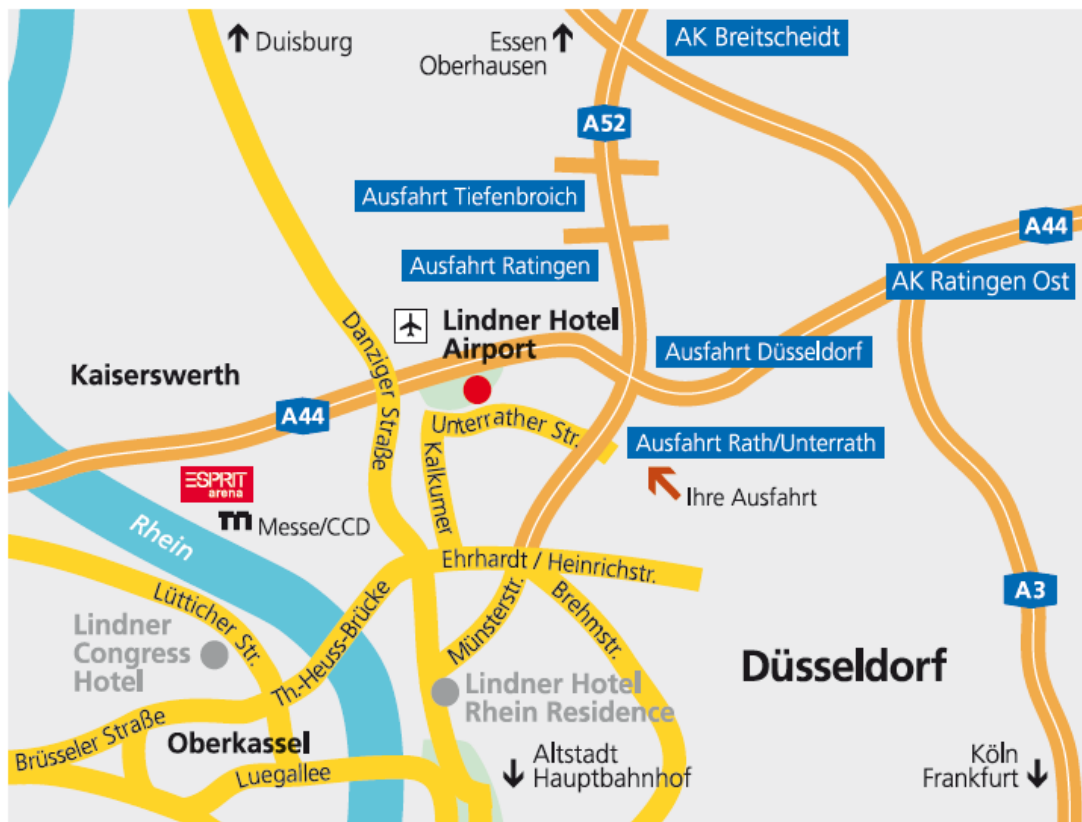 Duisburg
Essen
Oberhausen
AK Breitscheidt
A52
Ausfahrt Tiefenbroich
A44
Ausfahrt Ratingen
AK Ratingen Ost
Lindner Hotel
Airport
Danziger Straße
Ausfahrt Düsseldorf
Kaiserswerth
A44
Unterrather Str.
Ausfahrt Rath/Unterrath
Kalkumer
ESPRIT
arena
Ihre Ausfahrt
m Messe/CCD
Rhein
Ehrhardt / Heinrichstr.
Lütticher Str.
A3
Münsterstr.
Brehmstr.
Th.-Heuss-Brücke
Lindner
Congress
Hotel
Düsseldorf
Lindner Hotel
Rhein Residence
Brüsseler Straße
Oberkassel
Luegallee
Altstadt
Hauptbahnhof
Köln
Frankfurt